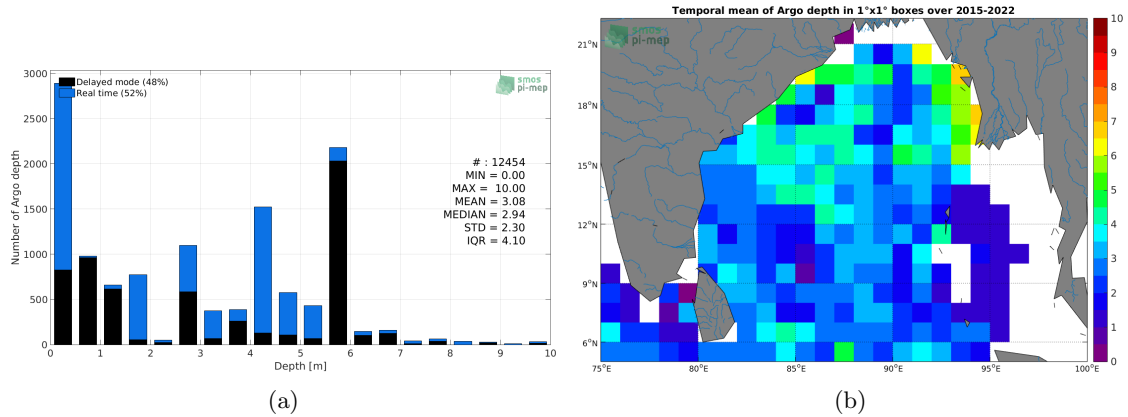 3000
2500
2000
1500
1000
500
0
Number of Argo depth
Delayed mode (48%)
Real time (52%)
smos
pi-mep
# : 12454
MIN = 0.00
MAX = 10.00
MEAN = 3.08
MEDIAN = 2.94
STD = 2.30
IQR = 4.10
0 1 2 3 4 5 6 7 8 9 10
Depth [m]
(a)
Temporal mean of Argo depth in 1°x1° boxes over 2015-2022
smos
pi-mep
21°N
18°N
15°N
12°N
9°N
6°N
75°E 80°E 85°E 90°E 95°E 100°E
10
9
8
7
6
5
4
3
2
1
0
(b)